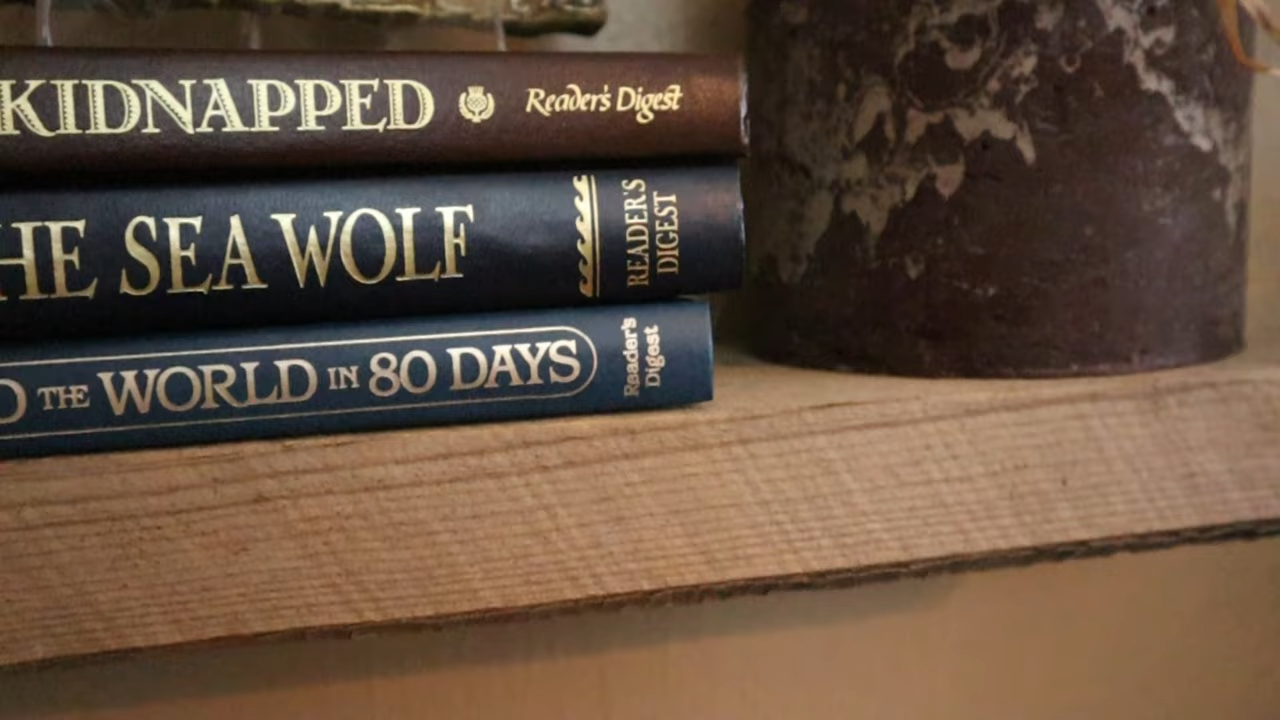 KIDNAPPED Reader's Digest
HE SEA WOLF READER'S DIGEST
D THE WORLD IN 80 DAYS Reader's Digest